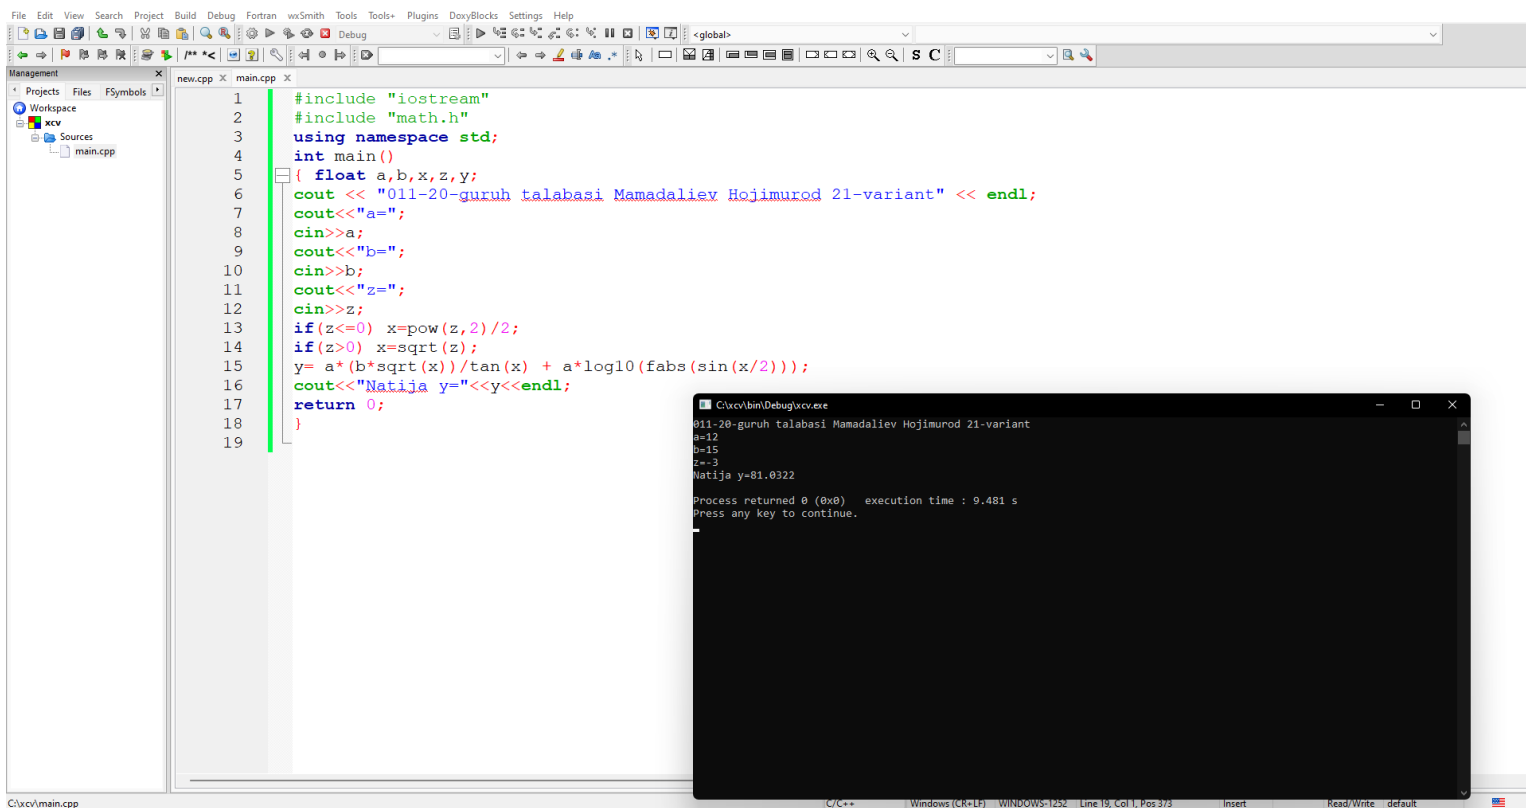 File Edit View Search Project Build Debug Fortran wxSmith Tools Tools+ Plugins DoxyBlocks Settings Help
Debug <global>
/** *< .* S C
Management
Projects Files FSymbols
Workspace
xcv
Sources
main.cpp
new.cpp main.cpp
1 #include "iostream"
2 #include "math.h"
3 using namespace std;
4 int main()
5 { float a,b,x,z,y;
6 cout << "011-20-guruh talabasi Mamadaliev Hojimurod 21-variant" << endl;
7 cout<<"a=";
8 cin>>a;
9 cout<<"b=";
10 cin>>b;
11 cout<<"z=";
12 cin>>z;
13 if(z<=0) x=pow(z,2)/2;
14 if(z>0) x=sqrt(z);
15 y= a*(b*sqrt(x))/tan(x) + a*log10(fabs(sin(x/2)));
16 cout<<"Natija y="<<y<<endl;
17 return 0;
18 }
19
C:\xcv\bin\Debug\xcv.exe
011-20-guruh talabasi Mamadaliev Hojimurod 21-variant
a=12
b=15
z=-3
Natija y=81.0322
Process returned 0 (0x0) execution time : 9.481 s
Press any key to continue.
C:\xcv\main.cpp C/C++ Windows (CR+LF) WINDOWS-1252 Line 19, Col 1, Pos 373 Insert Read/Write default